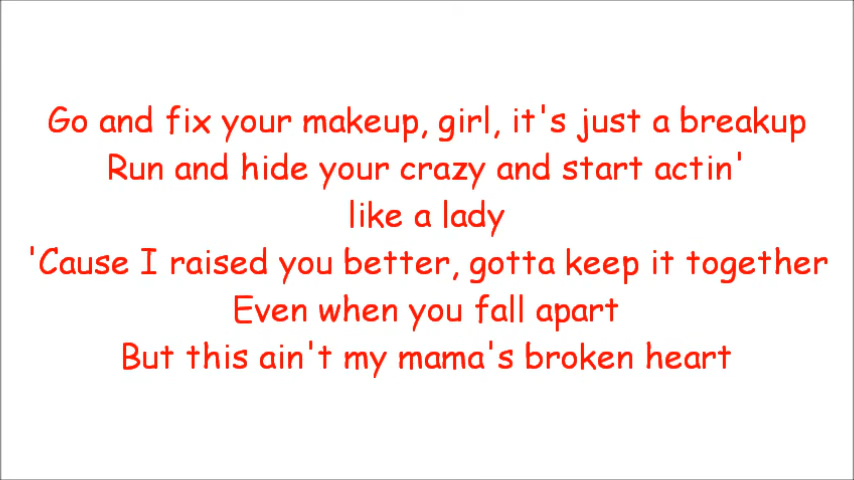 Go and fix your makeup, girl, it's just a breakup
Run and hide your crazy and start actin'
like a lady
'Cause I raised you better, gotta keep it together
Even when you fall apart
But this ain't my mama's broken heart